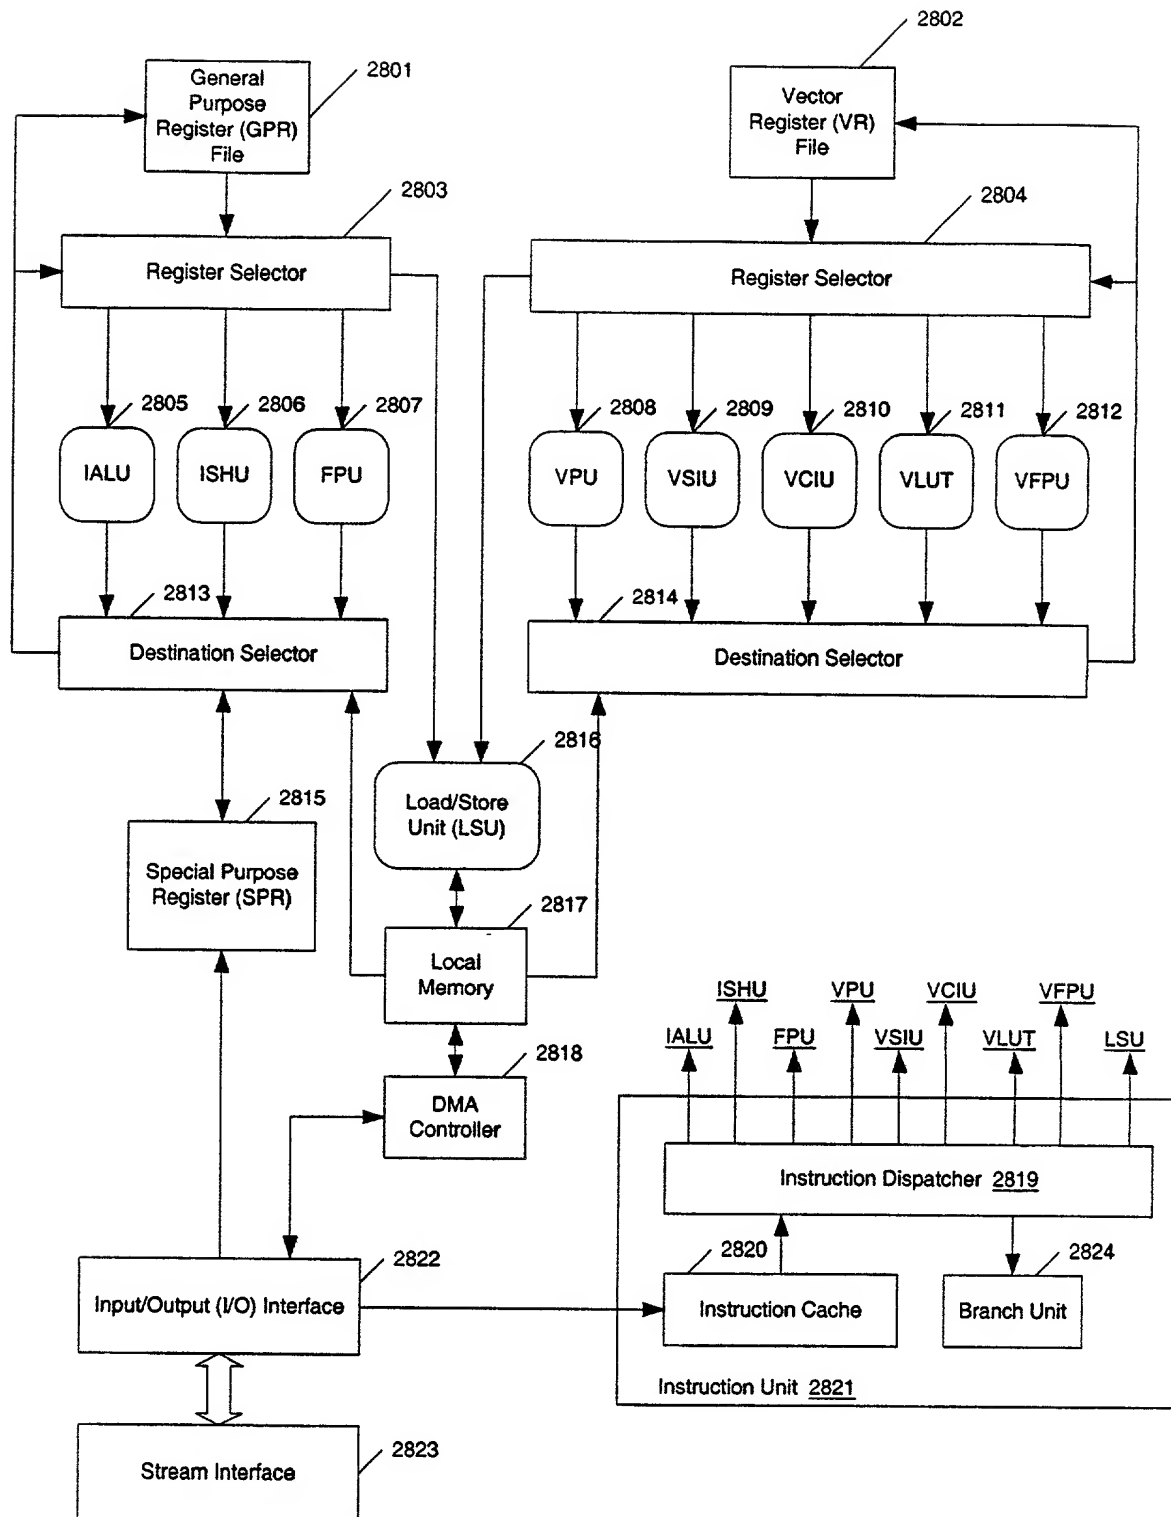 2802
2801
General
Purpose
Register (GPR)
File
Vector
Register (VR)
File
2803
2804
Register Selector
Register Selector
2805
2806
2807
2808
2809
2810
2811
2812
IALU
ISHU
FPU
VPU
VSIU
VCIU
VLUT
VFPU
2813
2814
Destination Selector
Destination Selector
2816
Load/Store
Unit (LSU)
2815
Special Purpose
Register (SPR)
2817
Local
Memory
2818
DMA
Controller
ISHU
VPU
VCIU
VFPU
IALU
FPU
VSIU
VLUT
LSU
Instruction Dispatcher 2819
2820
2824
Instruction Cache
Branch Unit
Instruction Unit 2821
2822
Input/Output (I/O) Interface
2823
Stream Interface